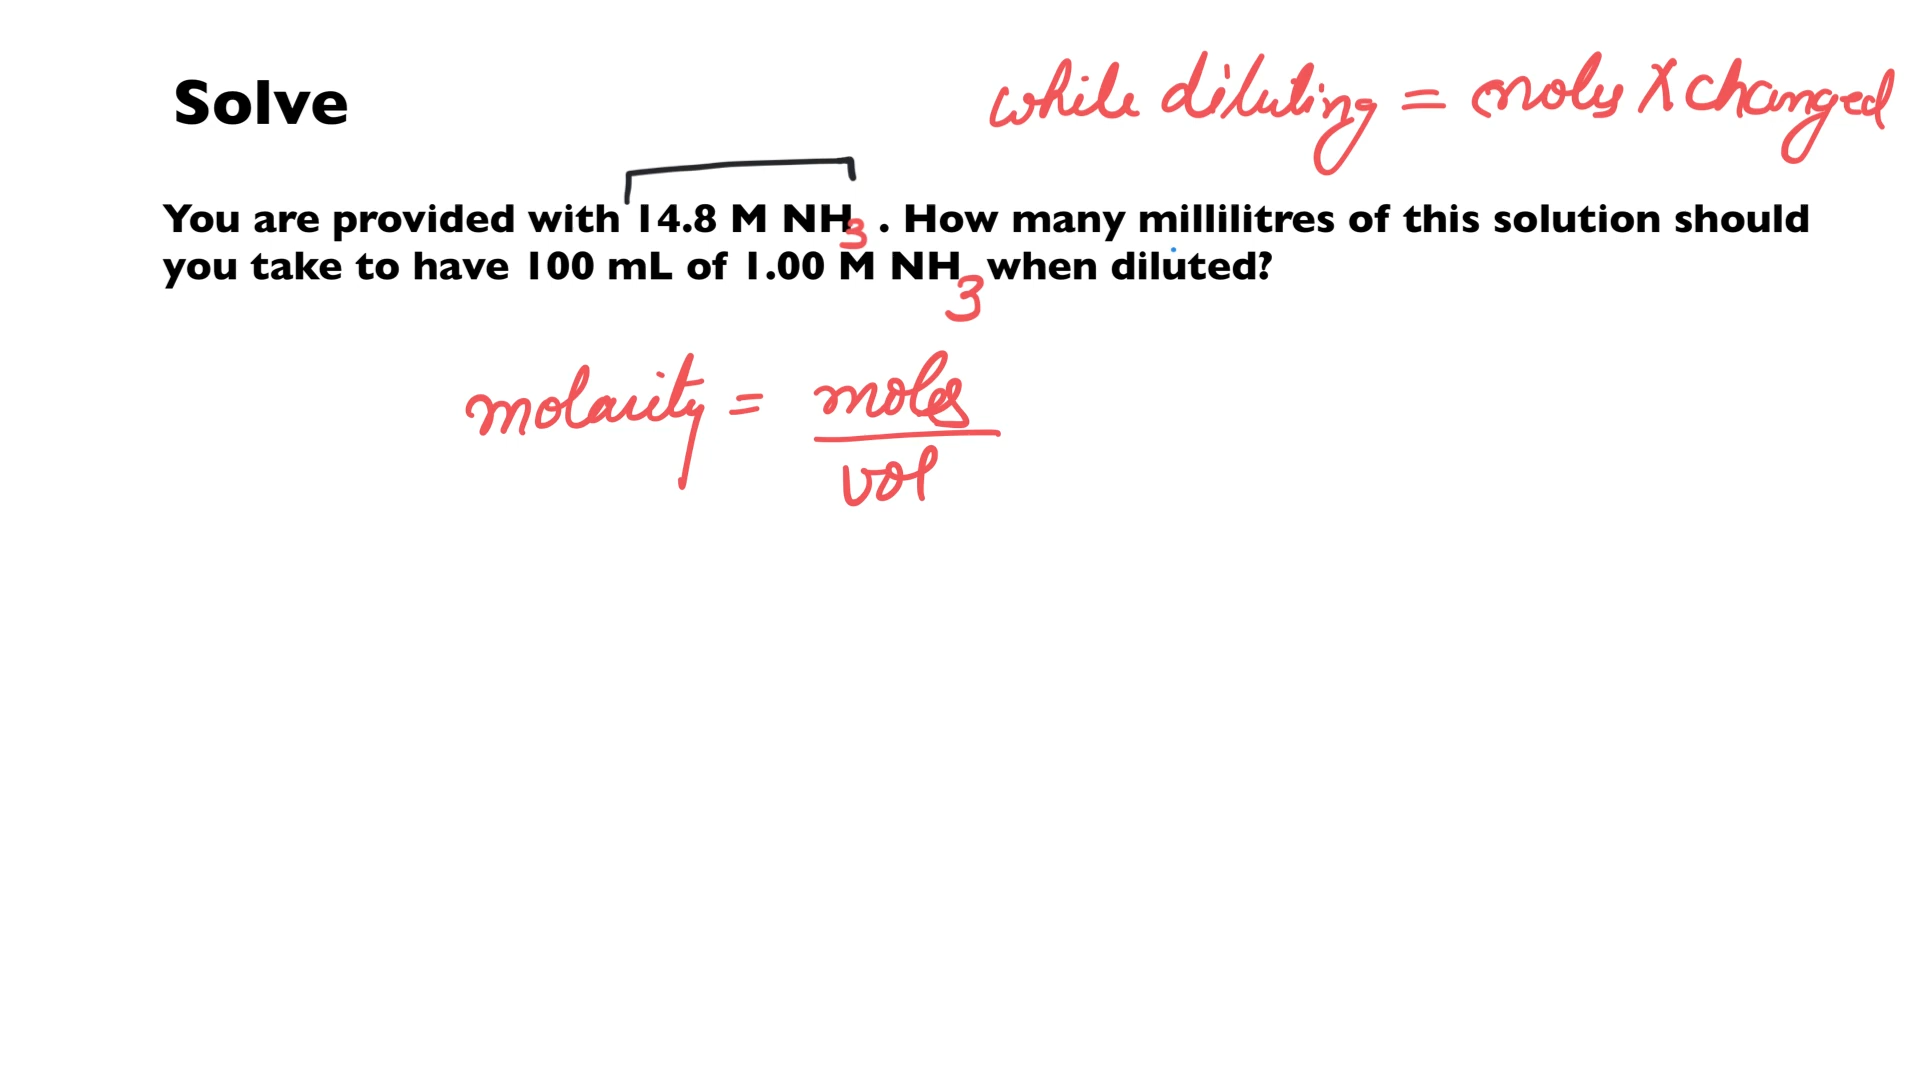 Solve
while diluting = moles X changed
You are provided with 14.8 M NH3 . How many millilitres of this solution should
you take to have 100 mL of 1.00 M NH3 when diluted?
molarity = moles
vol